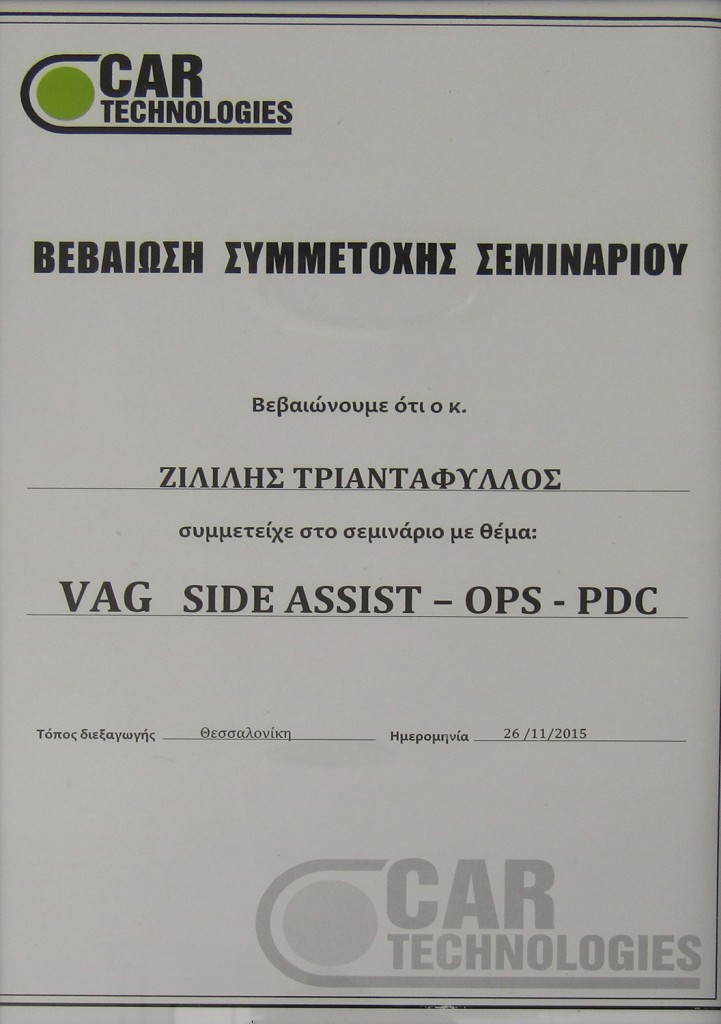 CAR
TECHNOLOGIES
ΒΕΒΑΙΩΣΗ ΣΥΜΜΕΤΟΧΗΣ ΣΕΜΙΝΑΡΙΟΥ
Βεβαιώνουμε ότι ο κ.
ΖΙΛΙΛΗΣ ΤΡΙΑΝΤΑΦΥΛΛΟΣ
συμμετείχε στο σεμινάριο με θέμα:
VAG SIDE ASSIST – OPS - PDC
Τόπος διεξαγωγής Θεσσαλονίκη Ημερομηνία 26 /11/2015
CAR
TECHNOLOGIES